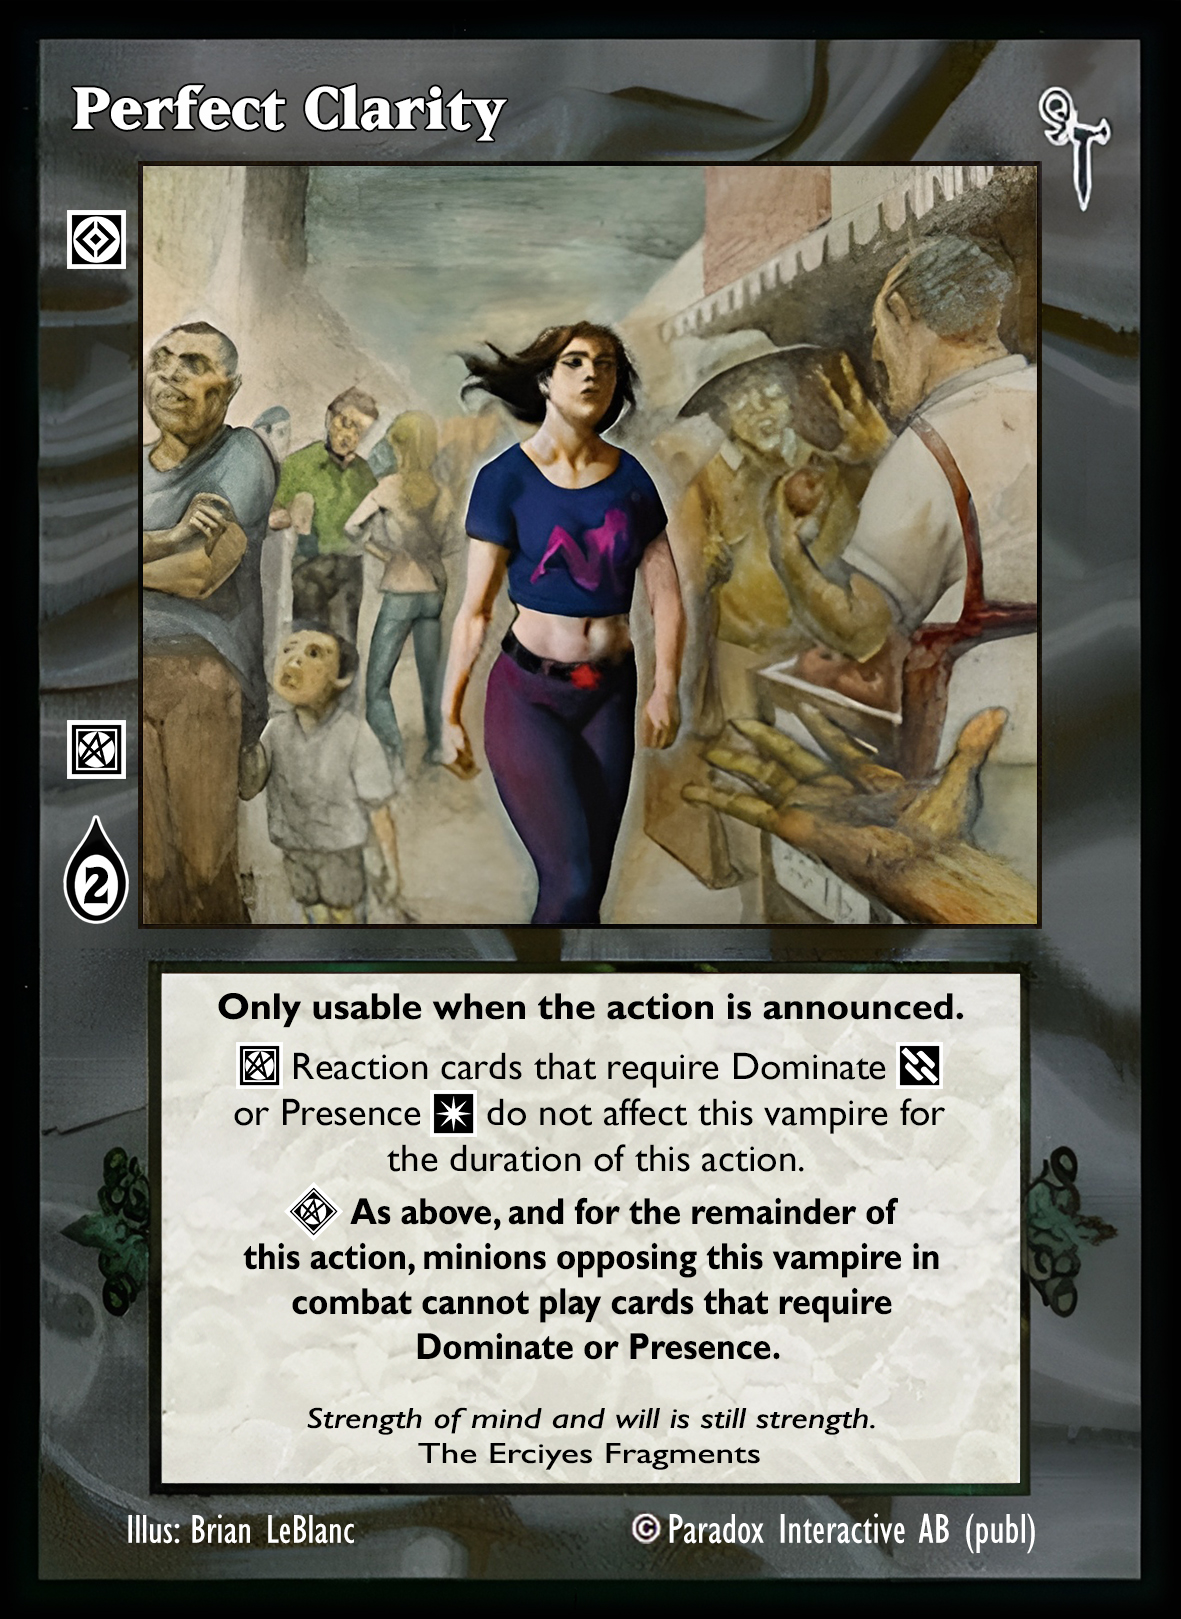 Perfect Clarity
2
Only usable when the action is announced.
Reaction cards that require Dominate
or Presence do not affect this vampire for
the duration of this action.
As above, and for the remainder of
this action, minions opposing this vampire in
combat cannot play cards that require
Dominate or Presence.
Strength of mind and will is still strength.
The Erciyes Fragments
Illus: Brian LeBlanc
© Paradox Interactive AB (publ)